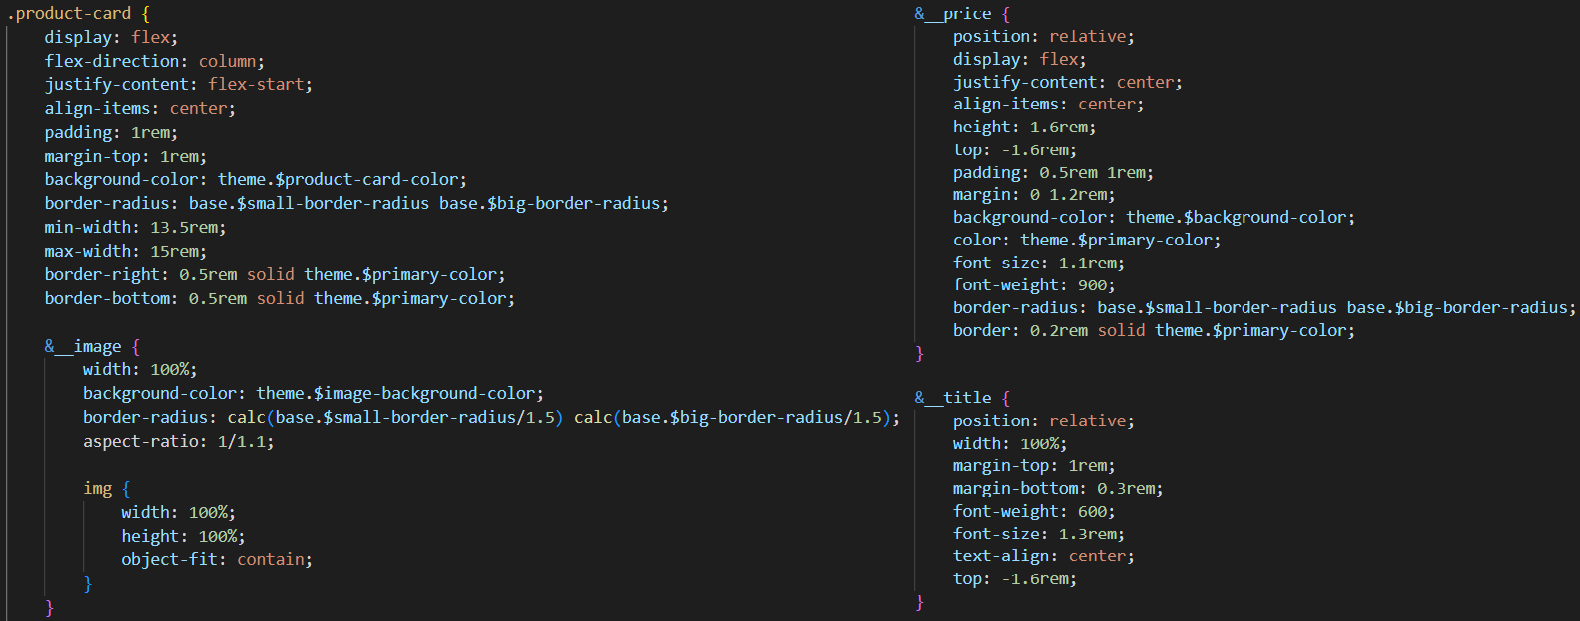 .product-card {
display: flex;
flex-direction: column;
justify-content: flex-start;
align-items: center;
padding: 1rem;
margin-top: 1rem;
background-color: theme.$product-card-color;
border-radius: base.$small-border-radius base.$big-border-radius;
min-width: 13.5rem;
max-width: 15rem;
border-right: 0.5rem solid theme.$primary-color;
border-bottom: 0.5rem solid theme.$primary-color;
&__image {
width: 100%;
background-color: theme.$image-background-color;
border-radius: calc(base.$small-border-radius/1.5) calc(base.$big-border-radius/1.5);
aspect-ratio: 1/1.1;
img {
width: 100%;
height: 100%;
object-fit: contain;
}
}
&__price {
position: relative;
display: flex;
justify-content: center;
align-items: center;
height: 1.6rem;
top: -1.6rem;
padding: 0.5rem 1rem;
margin: 0 1.2rem;
background-color: theme.$background-color;
color: theme.$primary-color;
font-size: 1.1rem;
font-weight: 900;
border-radius: base.$small-border-radius base.$big-border-radius;
border: 0.2rem solid theme.$primary-color;
}
&__title {
position: relative;
width: 100%;
margin-top: 1rem;
margin-bottom: 0.3rem;
font-weight: 600;
font-size: 1.3rem;
text-align: center;
top: -1.6rem;
}